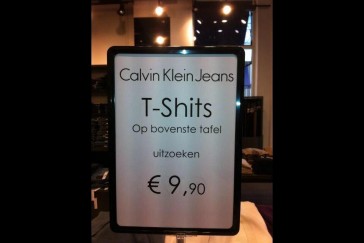 Calvin Klein Jeans
T-Shits
Op bovenste tafel
uitzoeken
€ 9,90